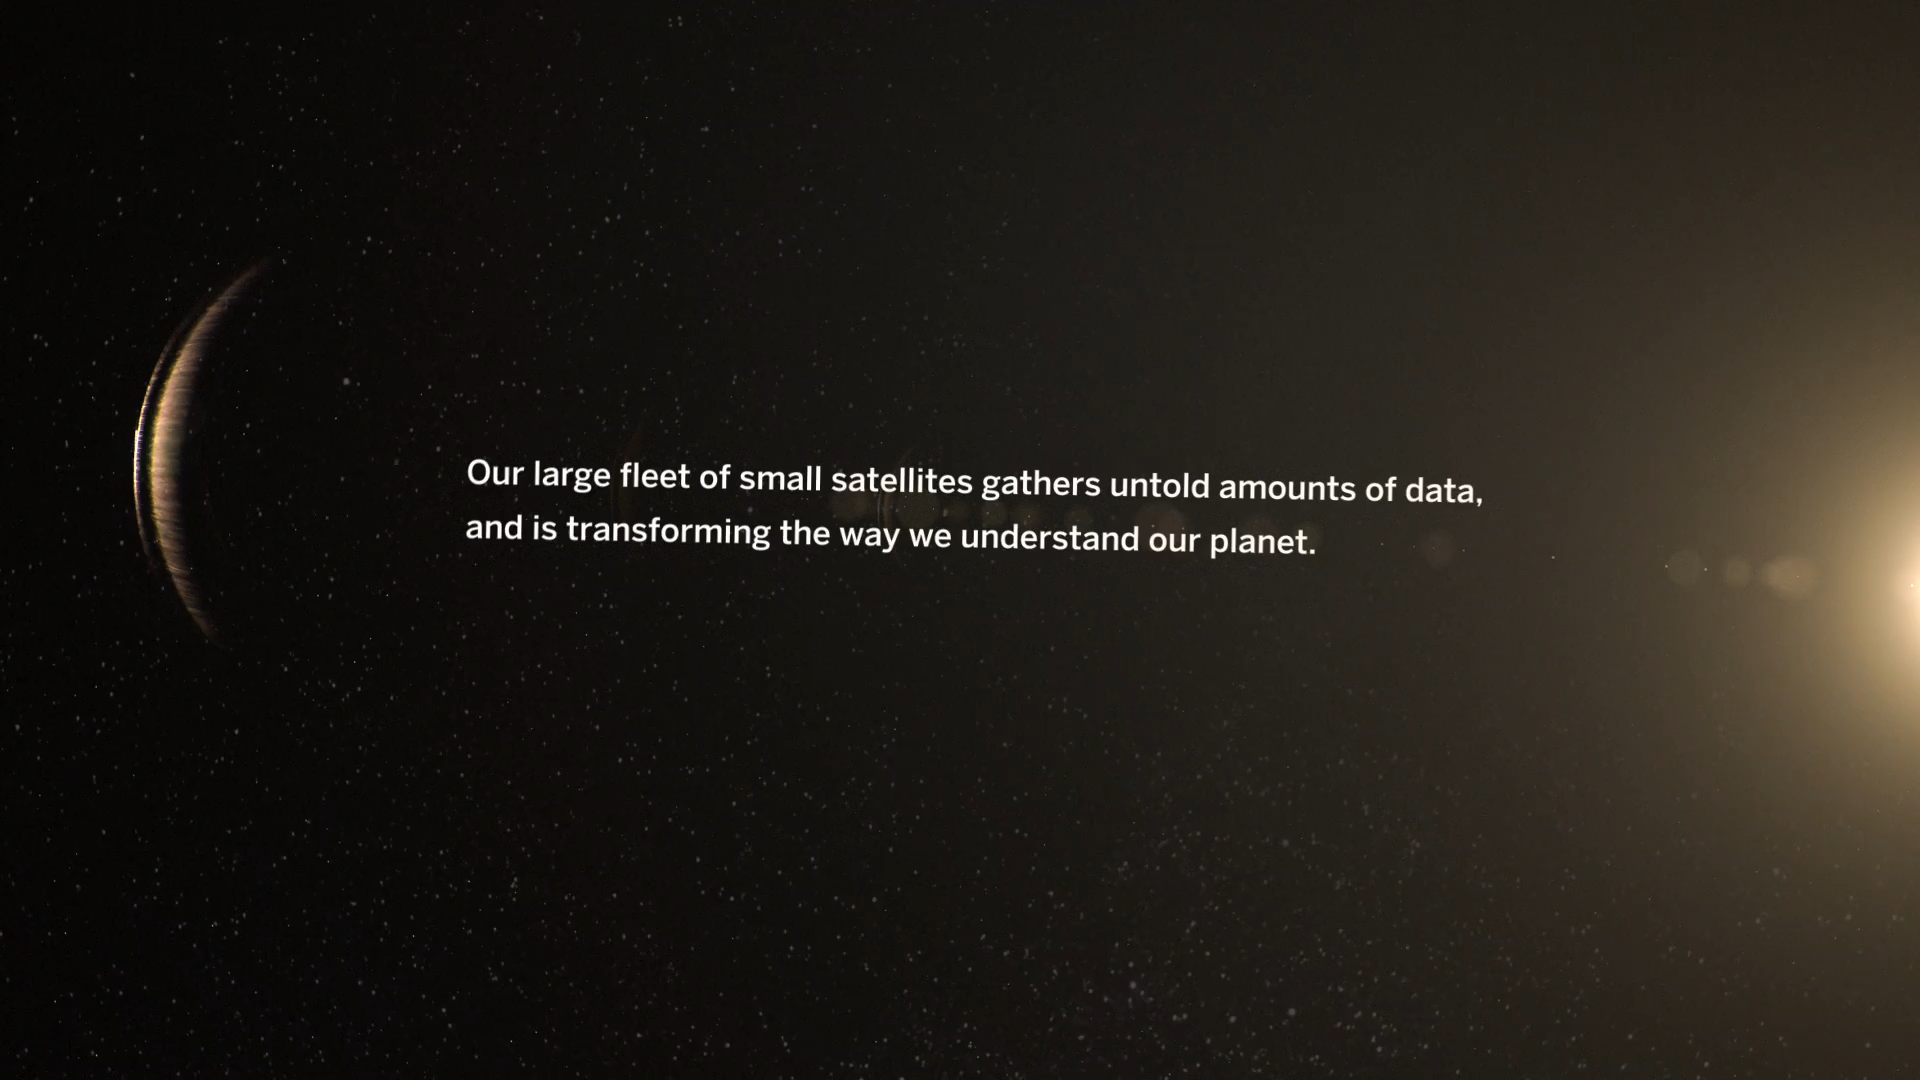 Our large fleet of small satellites gathers untold amounts of data,
and is transforming the way we understand our planet.